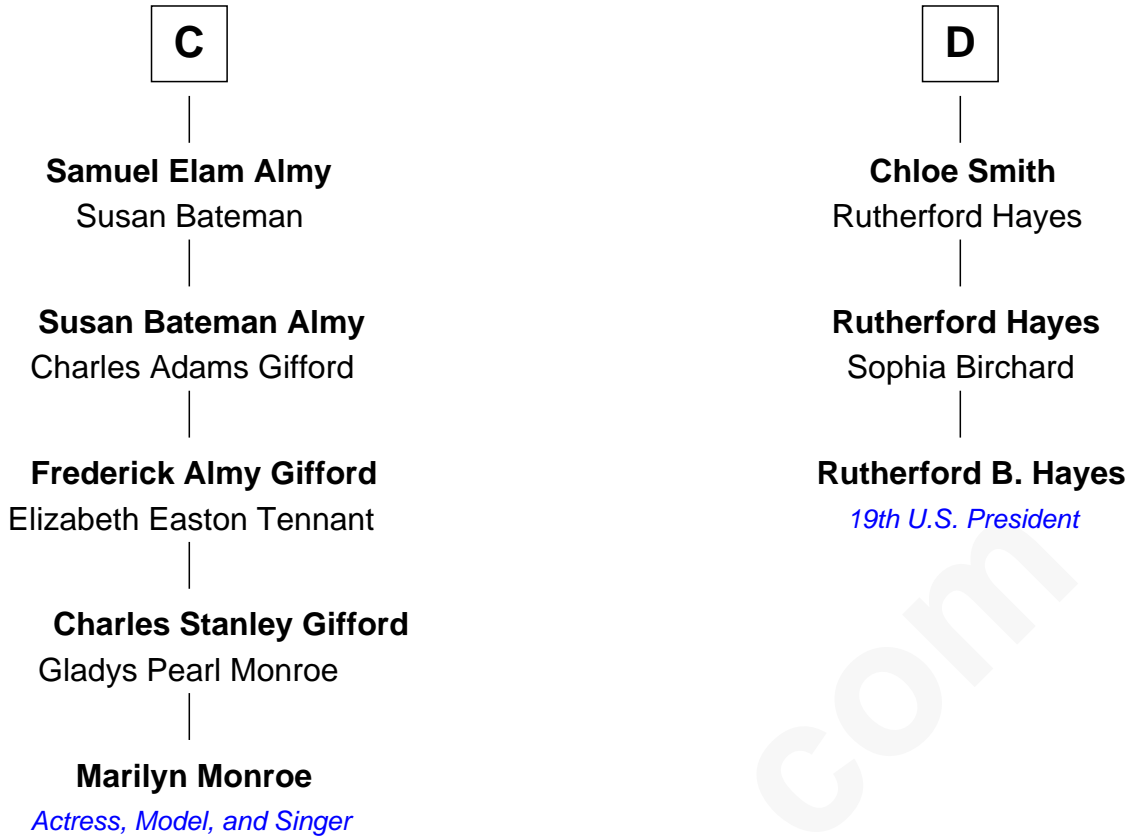 C
Samuel Elam Almy
Susan Bateman
Susan Bateman Almy
Charles Adams Gifford
Frederick Almy Gifford
Elizabeth Easton Tennant
Charles Stanley Gifford
Gladys Pearl Monroe
Marilyn Monroe
Actress, Model, and Singer
D
Chloe Smith
Rutherford Hayes
Rutherford Hayes
Sophia Birchard
Rutherford B. Hayes
19th U.S. President
com